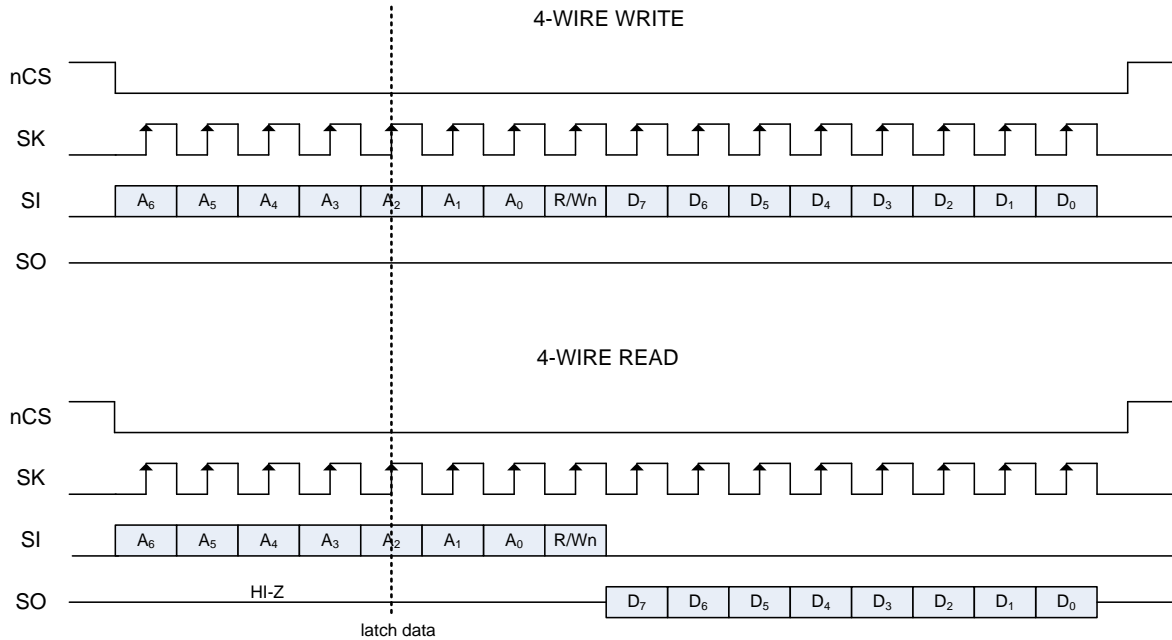 4-WIRE WRITE
nCS
SK
SI A₆ A₅ A₄ A₃ A₂ A₁ A₀ R/Wn D₇ D₆ D₅ D₄ D₃ D₂ D₁ D₀
SO
4-WIRE READ
nCS
SK
SI A₆ A₅ A₄ A₃ A₂ A₁ A₀ R/Wn
SO HI-Z D₇ D₆ D₅ D₄ D₃ D₂ D₁ D₀
latch data